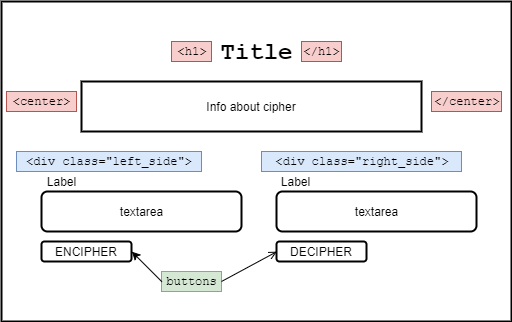 <h1> Title </h1>
<center> Info about cipher </center>
<div class="left_side"> <div class="right_side">
Label Label
textarea textarea
ENCIPHER DECIPHER
buttons